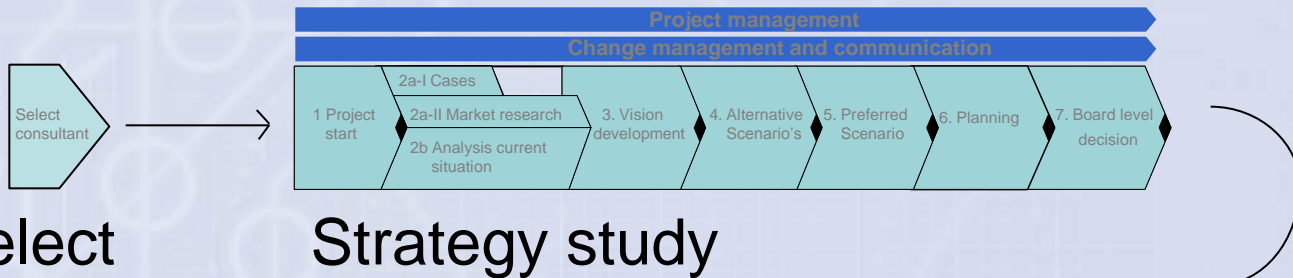 Project management
Change management and communication
Select
consultant
1 Project
start
2a-I Cases
2a-II Market research
2b Analysis current
situation
3. Vision
development
4. Alternative
Scenario's
5. Preferred
Scenario
6. Planning
7. Board level
decision
elect
Strategy study